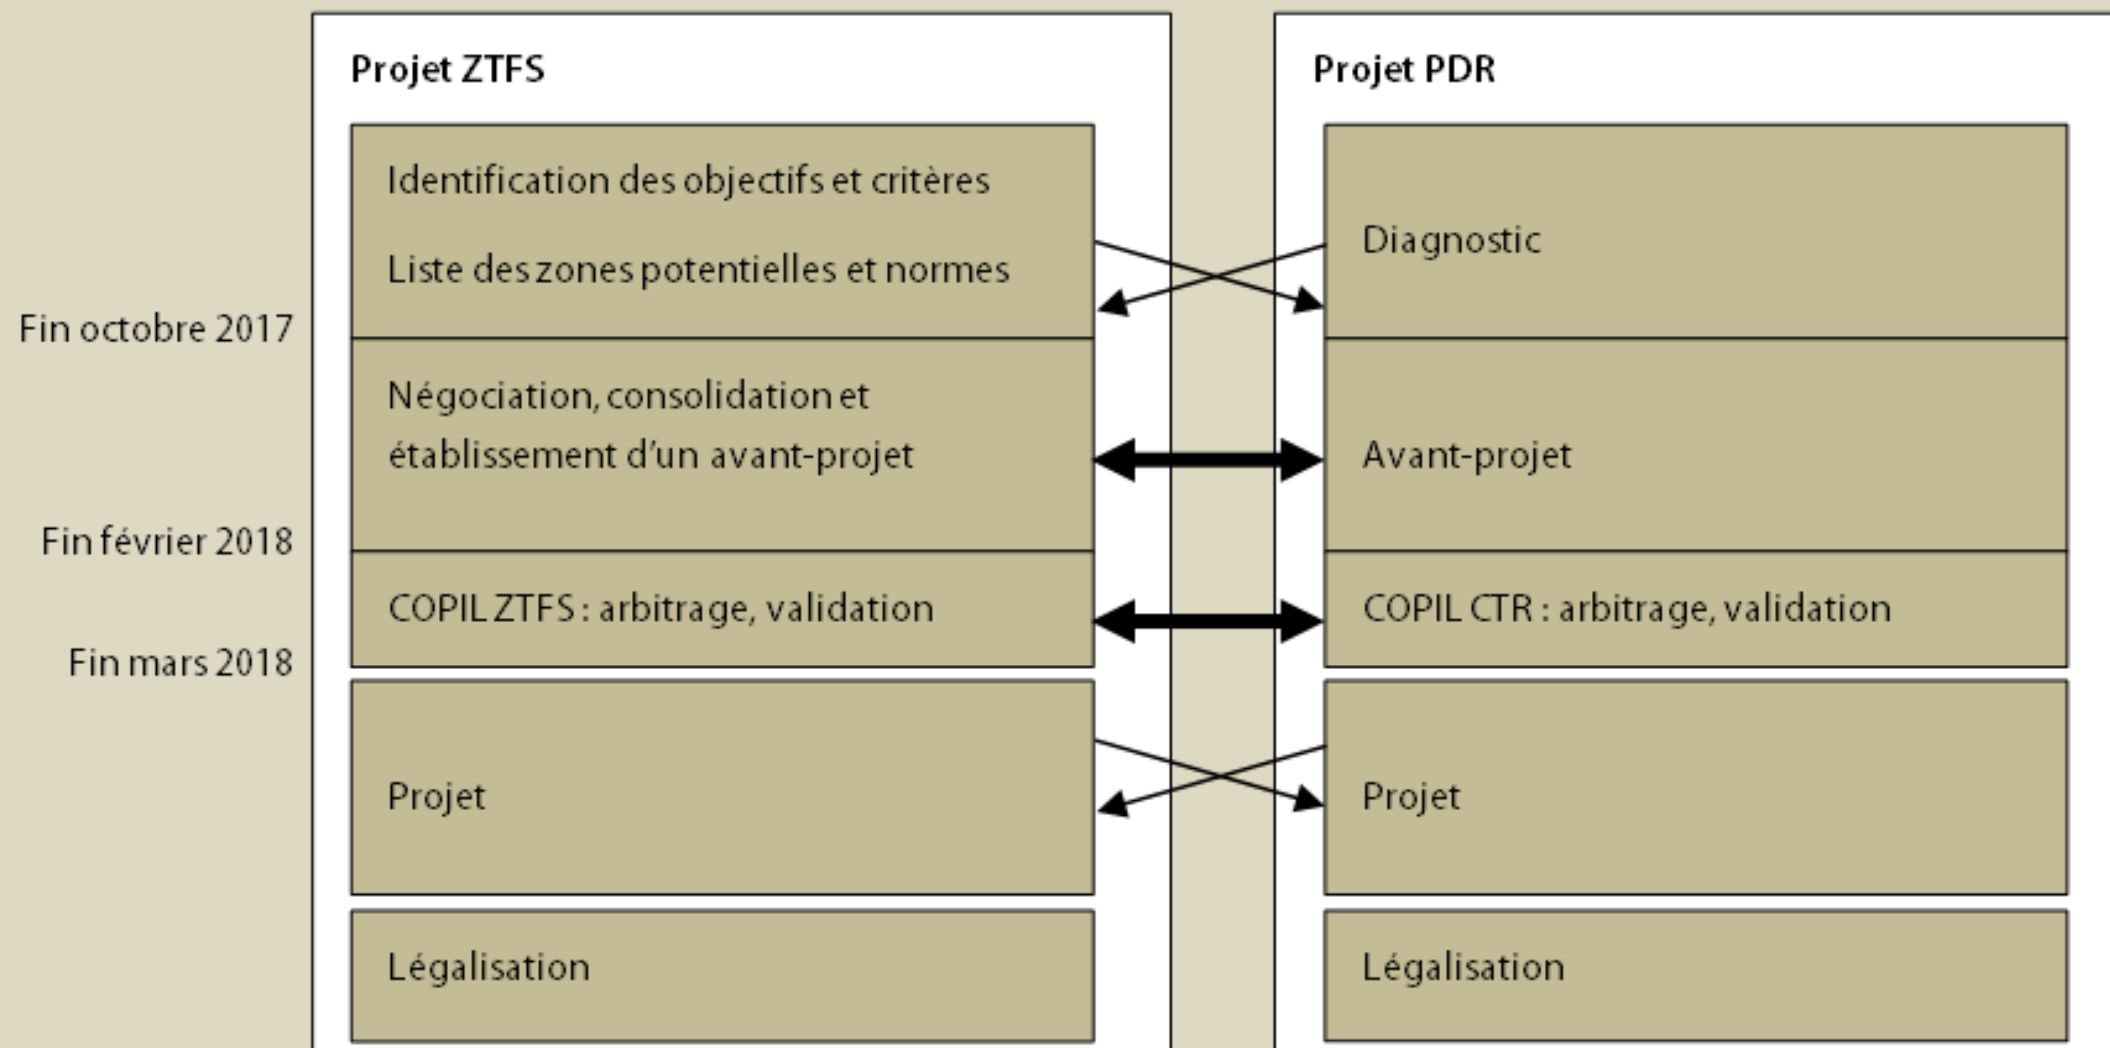 Projet ZTFS
Identification des objectifs et critères
Liste des zones potentielles et normes
Fin octobre 2017
Négociation, consolidation et
établissement d'un avant-projet
Fin février 2018
COPIL ZTFS : arbitrage, validation
Fin mars 2018
Projet
Légalisation
Projet PDR
Diagnostic
Avant-projet
COPIL CTR : arbitrage, validation
Projet
Légalisation